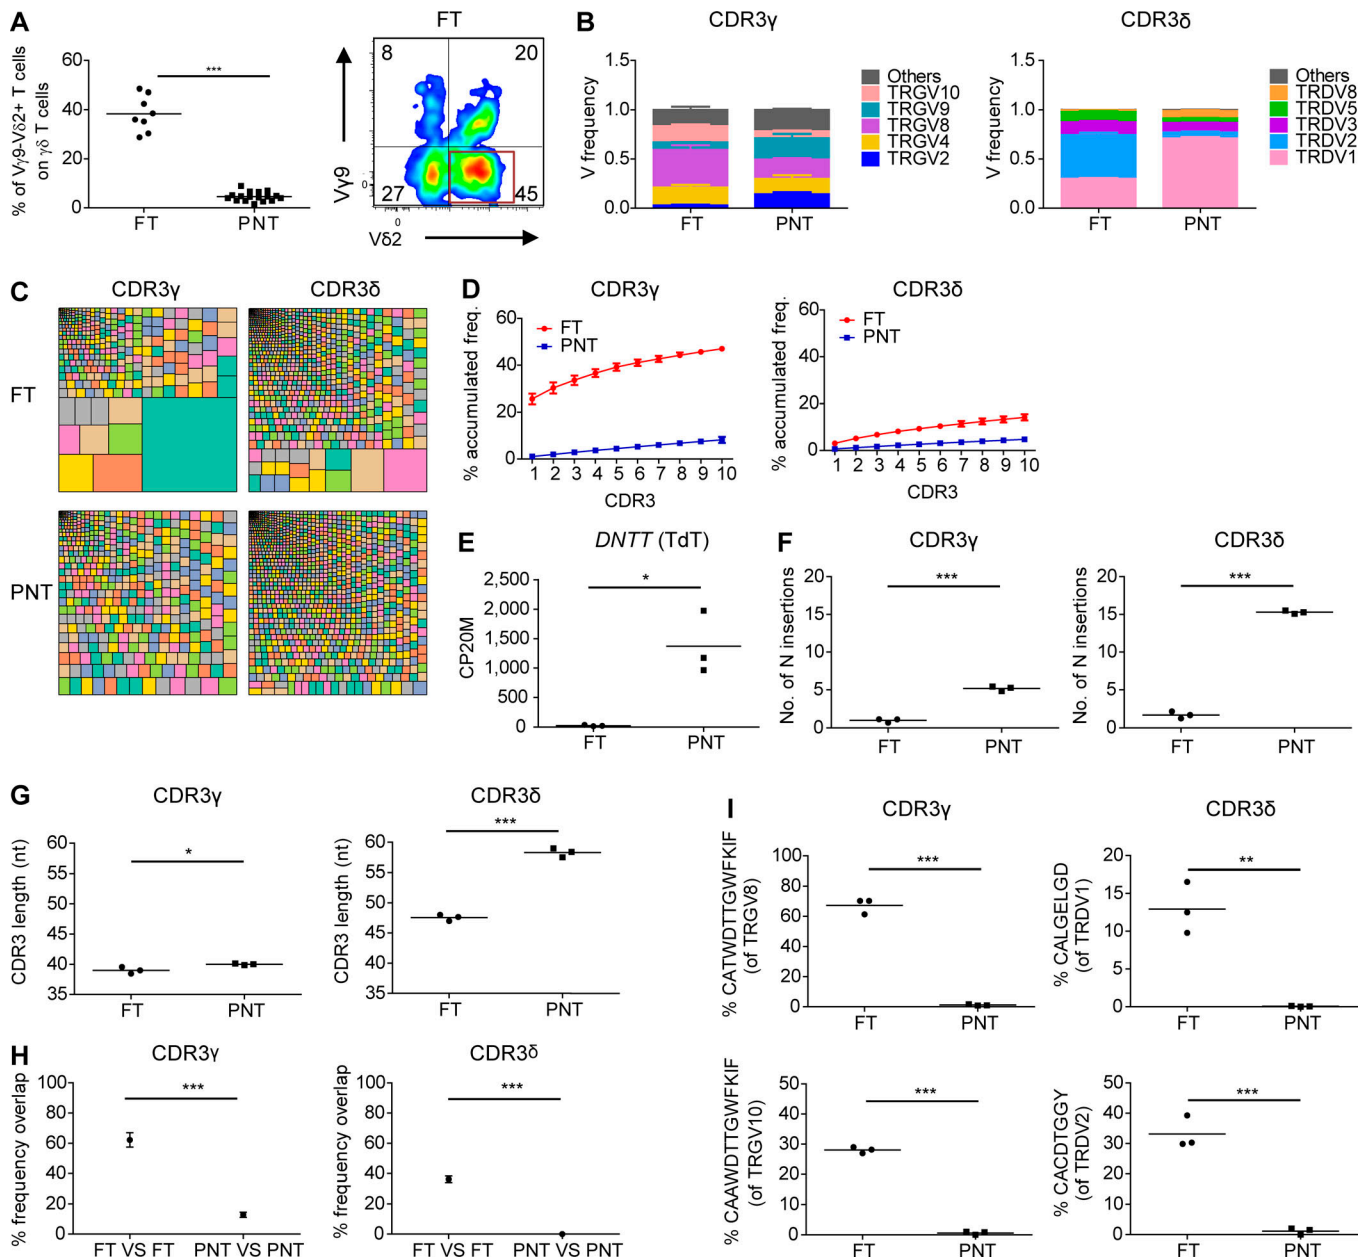 A
% of Vγ9-Vδ2+ T cells
on γδ T cells
60
40
20
0
***
FT
PNT
FT
8
20
27
45
Vγ9
0
0
Vδ2
B
CDR3γ
V frequency
1.5
1.0
0.5
0.0
FT
PNT
Others
TRGV10
TRGV9
TRGV8
TRGV4
TRGV2
CDR3δ
V frequency
1.5
1.0
0.5
0.0
FT
PNT
Others
TRDV8
TRDV5
TRDV3
TRDV2
TRDV1
C
CDR3γ
CDR3δ
FT
PNT
D
CDR3γ
% accumulated freq.
60
40
20
0
FT
PNT
1 2 3 4 5 6 7 8 9 10
CDR3
CDR3δ
% accumulated freq.
60
40
20
0
FT
PNT
1 2 3 4 5 6 7 8 9 10
CDR3
E
DNTT (TdT)
CP20M
2,500
2,000
1,500
1,000
500
0
*
FT
PNT
F
CDR3γ
No. of N insertions
20
15
10
5
0
***
FT
PNT
CDR3δ
No. of N insertions
20
15
10
5
0
***
FT
PNT
G
CDR3γ
CDR3 length (nt)
60
55
50
45
40
35
*
FT
PNT
CDR3δ
CDR3 length (nt)
60
55
50
45
40
35
***
FT
PNT
H
CDR3γ
% frequency overlap
100
80
60
40
20
0
***
FT VS FT
PNT VS PNT
CDR3δ
% frequency overlap
100
80
60
40
20
0
***
FT VS FT
PNT VS PNT
I
CDR3γ
% CATWDTTGWFKIF
(of TRGV8)
100
80
60
40
20
0
***
FT
PNT
CDR3δ
% CALGELGD
(of TRDV1)
20
15
10
5
0
**
FT
PNT
% CAAWDTTGWFKIF
(of TRGV10)
50
40
30
20
10
0
***
FT
PNT
% CACDTGGY
(of TRDV2)
50
40
30
20
10
0
***
FT
PNT